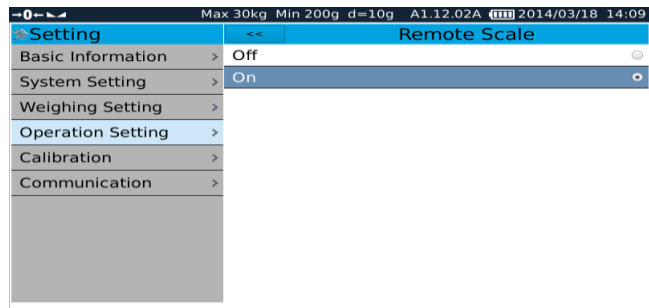 →0← Max 30kg Min 200g d=10g A1.12.02A 2014/03/18 14:09
Setting
<< Remote Scale
Basic Information >
System Setting >
Weighing Setting >
Operation Setting >
Calibration >
Communication >
Off
On